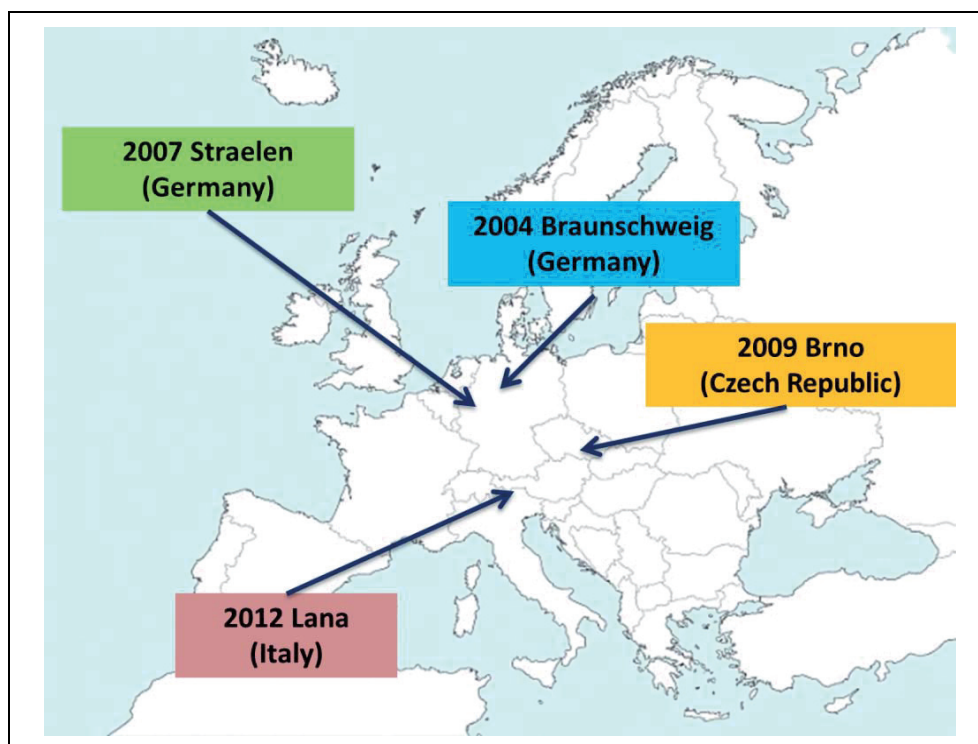 2007 Straelen
(Germany)
2004 Braunschweig
(Germany)
2009 Brno
(Czech Republic)
2012 Lana
(Italy)